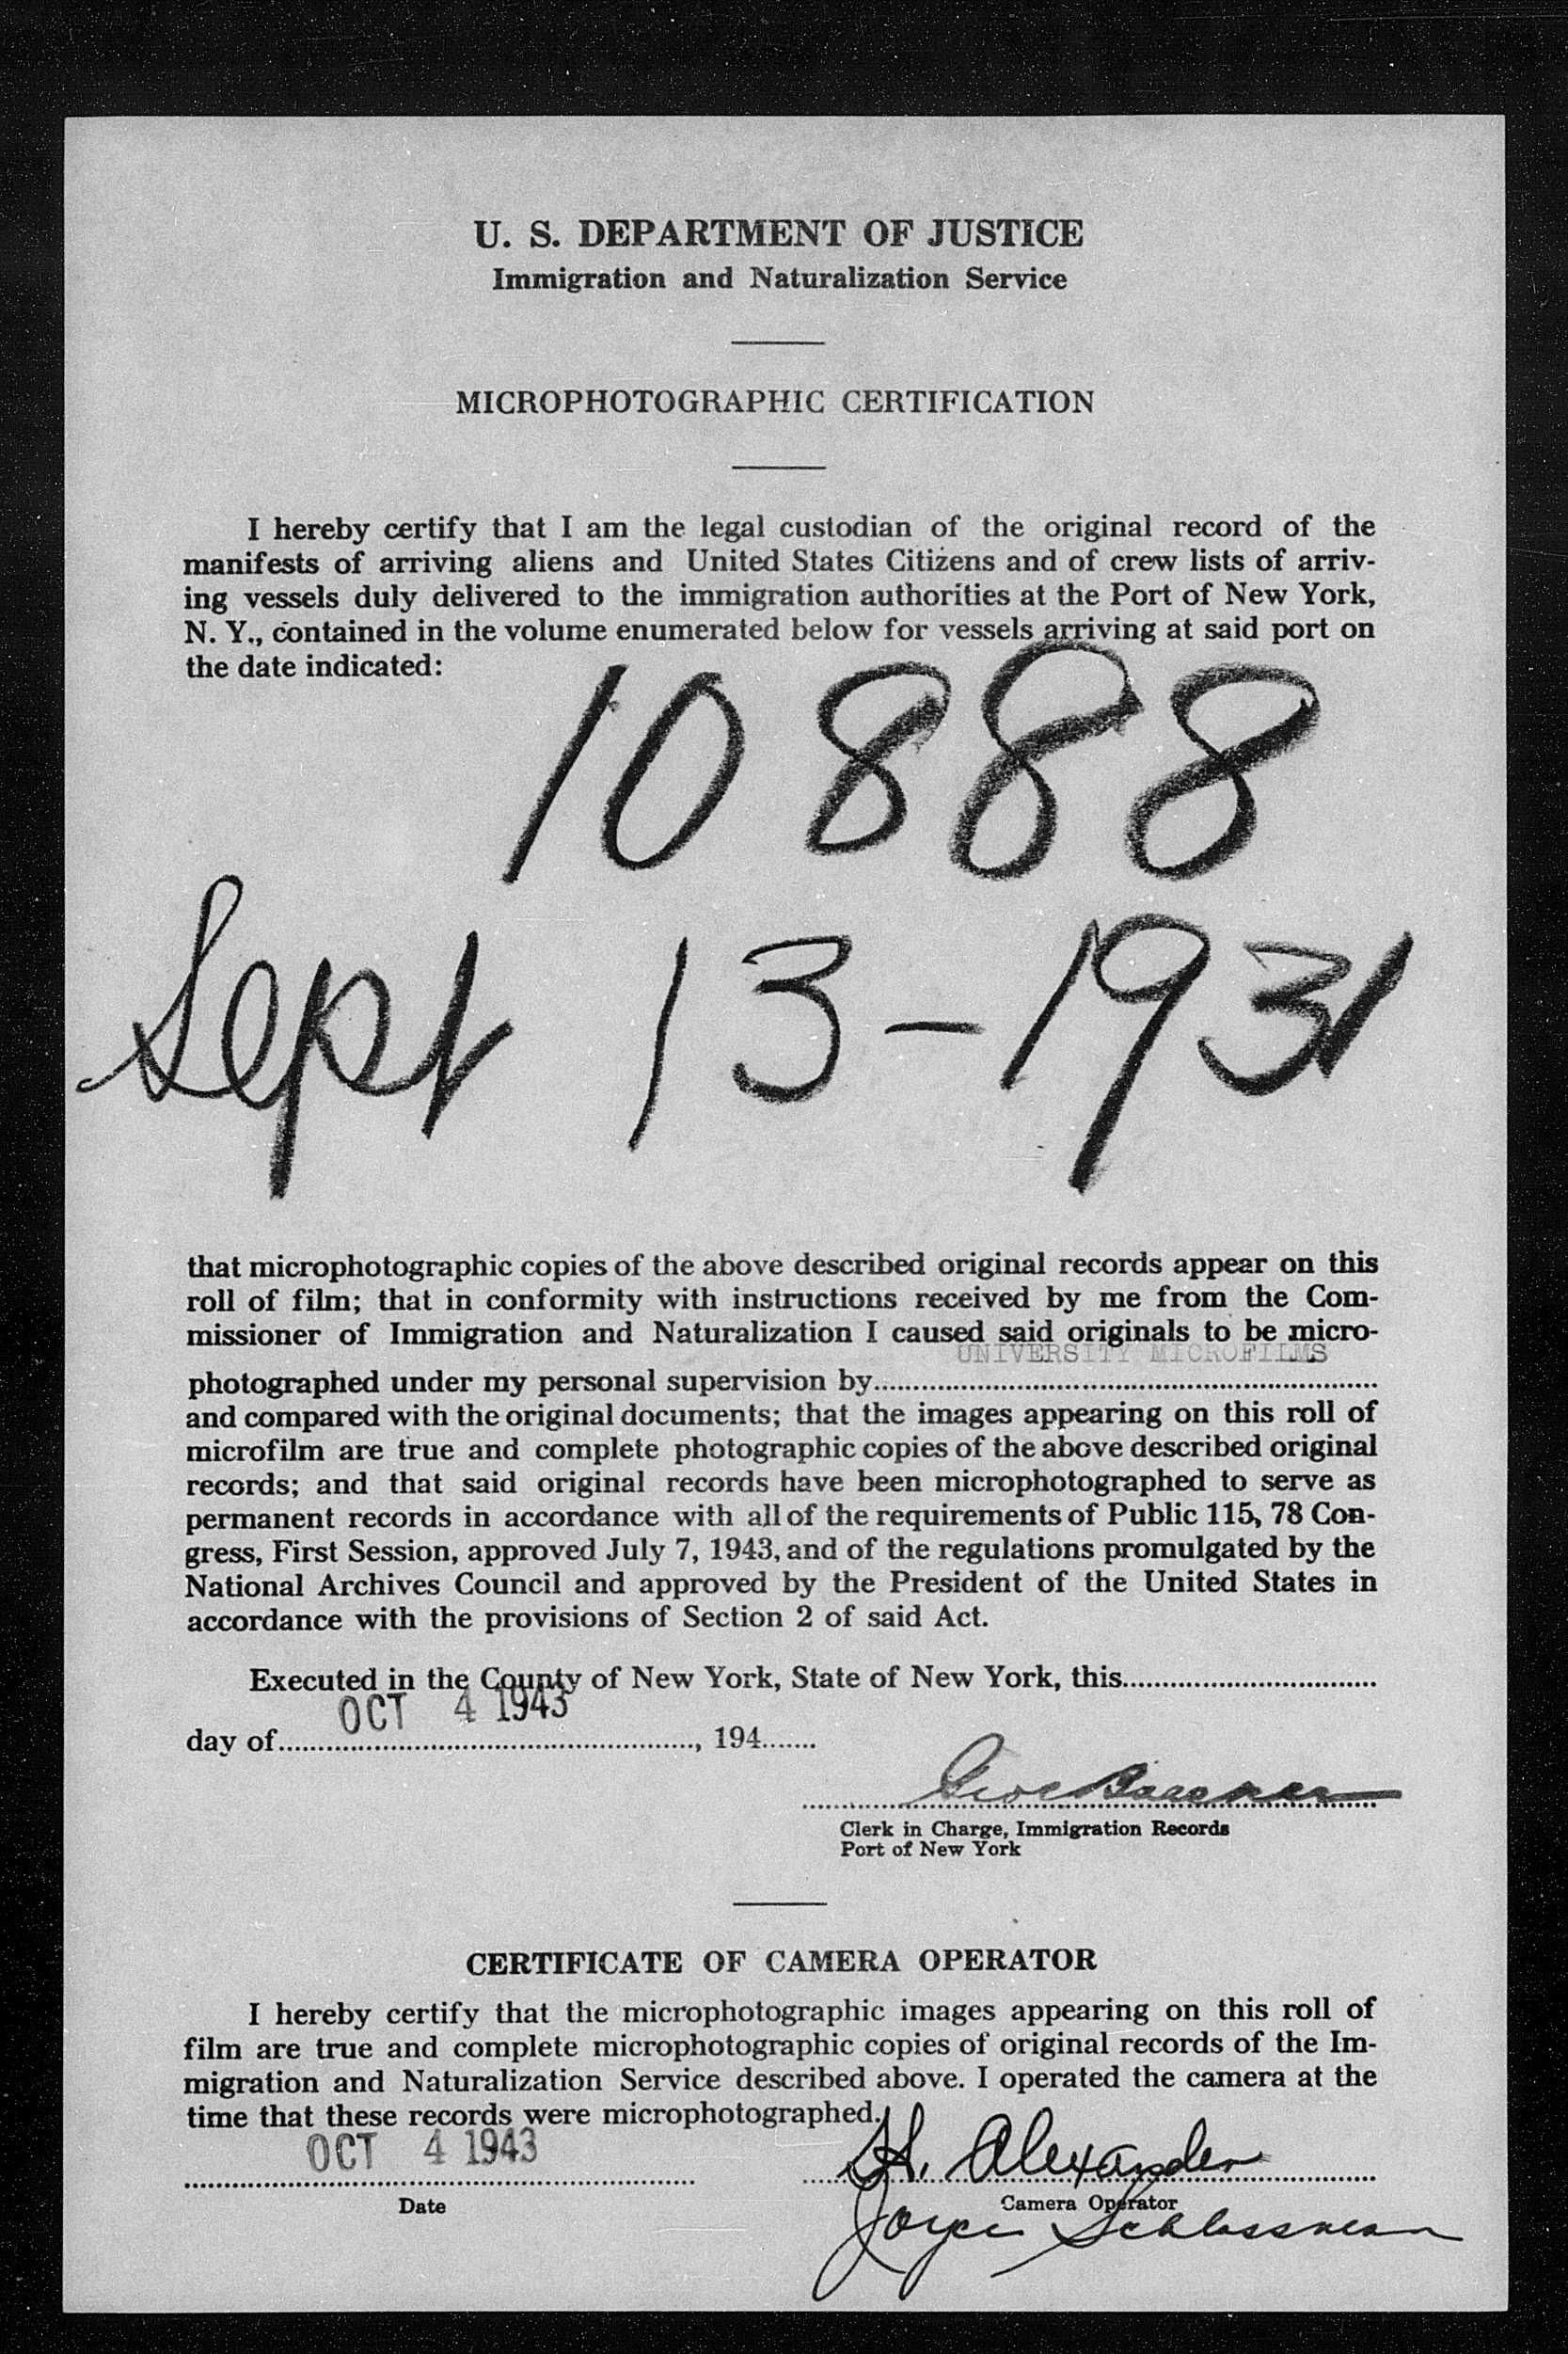 U. S. DEPARTMENT OF JUSTICE
Immigration and Naturalization Service
MICROPHOTOGRAPHIC CERTIFICATION
I hereby certify that I am the legal custodian of the original record of the
manifests of arriving aliens and United States Citizens and of crew lists of arriv-
ing vessels duly delivered to the immigration authorities at the Port of New York,
N. Y., contained in the volume enumerated below for vessels arriving at said port on
the date indicated:
10888
Sept 13-1931
that microphotographic copies of the above described original records appear on this
roll of film; that in conformity with instructions received by me from the Com-
missioner of Immigration and Naturalization I caused said originals to be micro-
UNIVERSITY MICROFILMS
photographed under my personal supervision by
and compared with the original documents; that the images appearing on this roll of
microfilm are true and complete photographic copies of the above described original
records; and that said original records have been microphotographed to serve as
permanent records in accordance with all of the requirements of Public 115, 78 Con-
gress, First Session, approved July 7, 1943, and of the regulations promulgated by the
National Archives Council and approved by the President of the United States in
accordance with the provisions of Section 2 of said Act.
Executed in the County of New York, State of New York, this
OCT 4 1943
day of , 194
Clerk in Charge, Immigration Records
Port of New York
CERTIFICATE OF CAMERA OPERATOR
I hereby certify that the microphotographic images appearing on this roll of
film are true and complete microphotographic copies of original records of the Im-
migration and Naturalization Service described above. I operated the camera at the
time that these records were microphotographed.
OCT 4 1943
H. Alexander
Date
Camera Operator
Joyce Schlossman